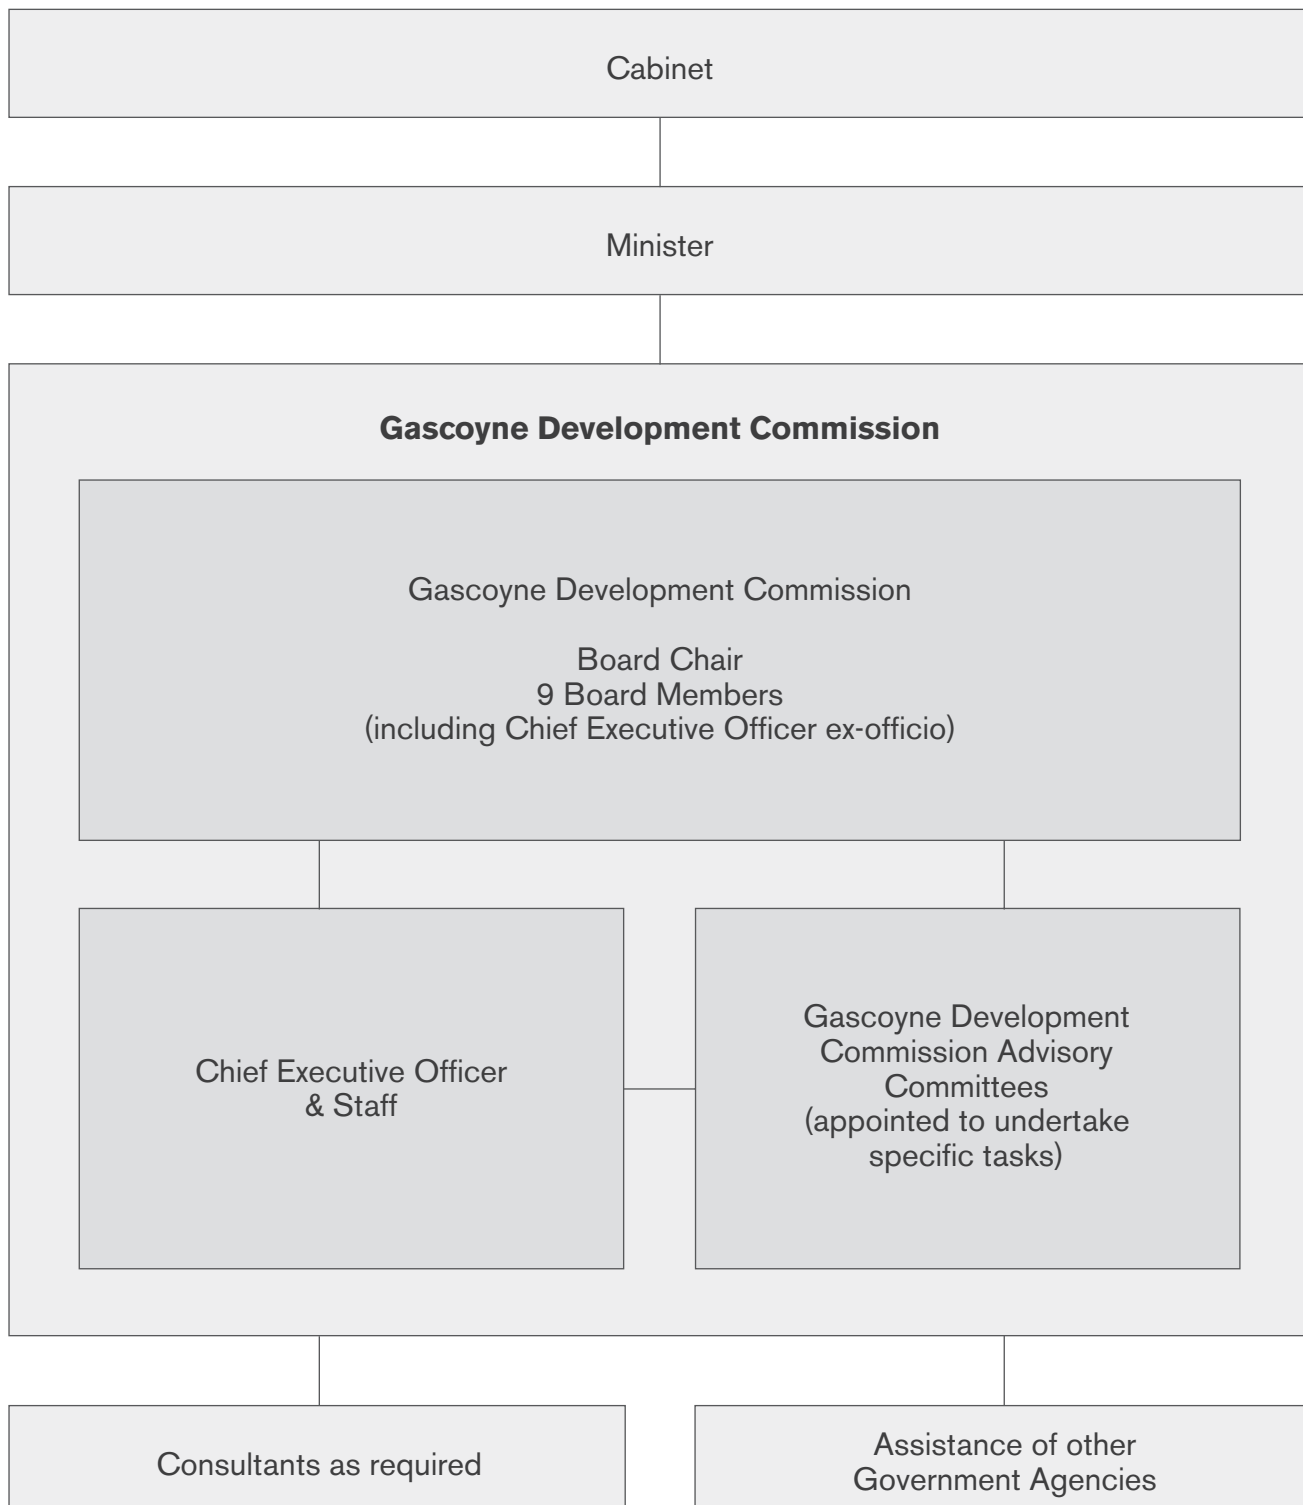 Cabinet
Minister
Gascoyne Development Commission
Gascoyne Development Commission
Board Chair
9 Board Members
(including Chief Executive Officer ex-officio)
Chief Executive Officer
& Staff
Gascoyne Development
Commission Advisory
Committees
(appointed to undertake
specific tasks)
Consultants as required
Assistance of other
Government Agencies